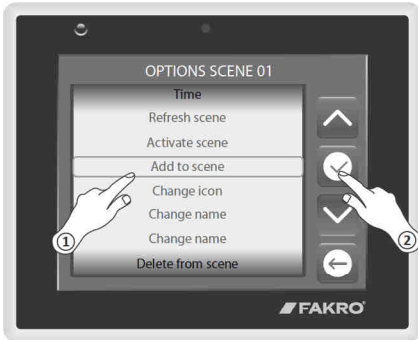 OPTIONS SCENE 01
Time
Refresh scene
Activate scene
Add to scene
Change icon
Change name
Change name
Delete from scene
1
2
FAKRO